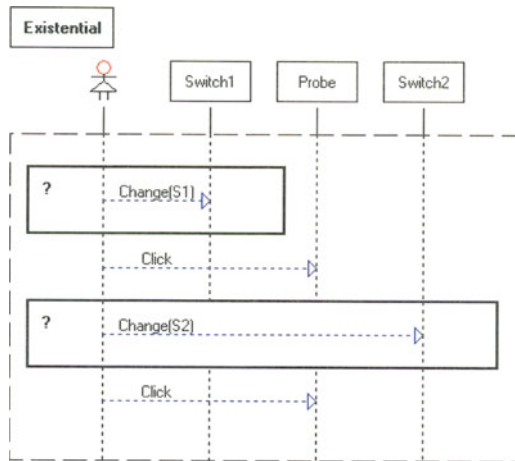 Existential
Switch1 Probe Switch2
?
Change(S1)
Click
?
Change(S2)
Click